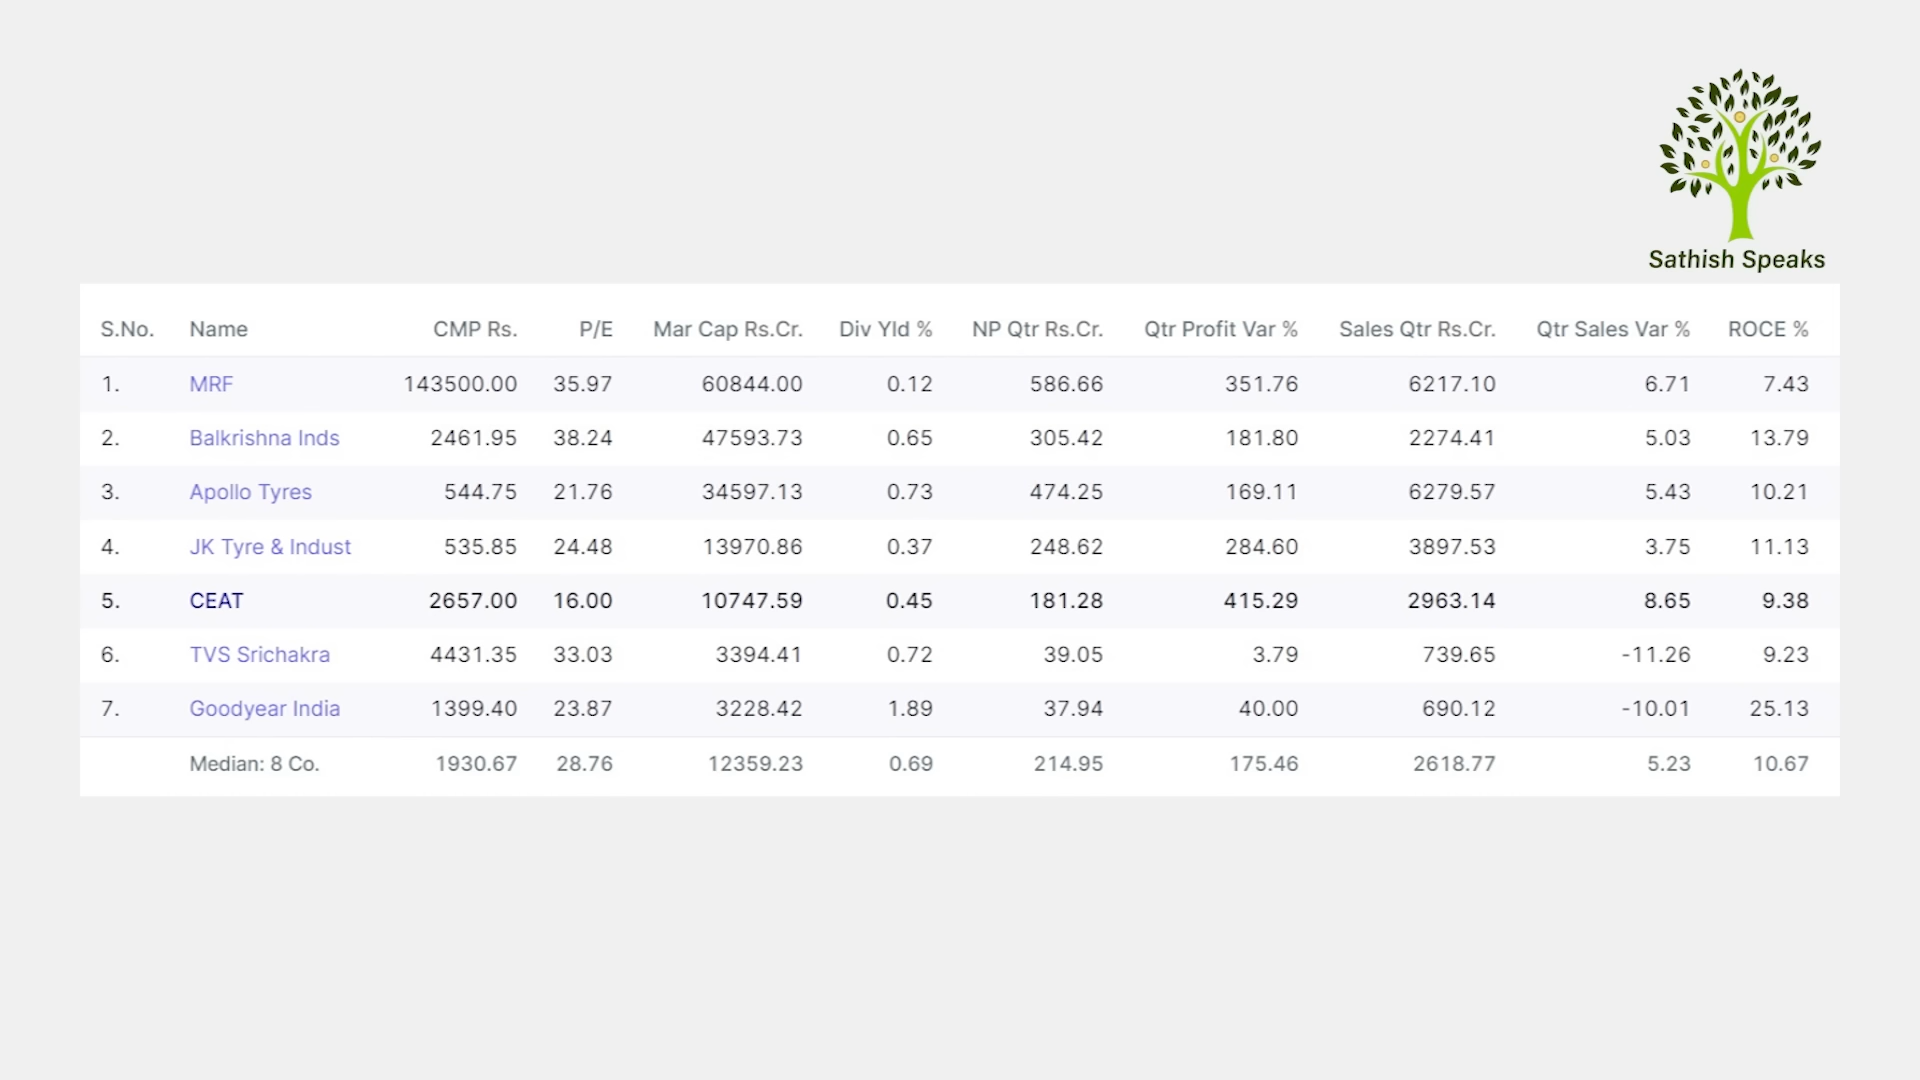 Sathish Speaks
S.No. Name CMP Rs. P/E Mar Cap Rs.Cr. Div Yld % NP Qtr Rs.Cr. Qtr Profit Var % Sales Qtr Rs.Cr. Qtr Sales Var % ROCE %
1. MRF 143500.00 35.97 60844.00 0.12 586.66 351.76 6217.10 6.71 7.43
2. Balkrishna Inds 2461.95 38.24 47593.73 0.65 305.42 181.80 2274.41 5.03 13.79
3. Apollo Tyres 544.75 21.76 34597.13 0.73 474.25 169.11 6279.57 5.43 10.21
4. JK Tyre & Indust 535.85 24.48 13970.86 0.37 248.62 284.60 3897.53 3.75 11.13
5. CEAT 2657.00 16.00 10747.59 0.45 181.28 415.29 2963.14 8.65 9.38
6. TVS Srichakra 4431.35 33.03 3394.41 0.72 39.05 3.79 739.65 -11.26 9.23
7. Goodyear India 1399.40 23.87 3228.42 1.89 37.94 40.00 690.12 -10.01 25.13
Median: 8 Co. 1930.67 28.76 12359.23 0.69 214.95 175.46 2618.77 5.23 10.67